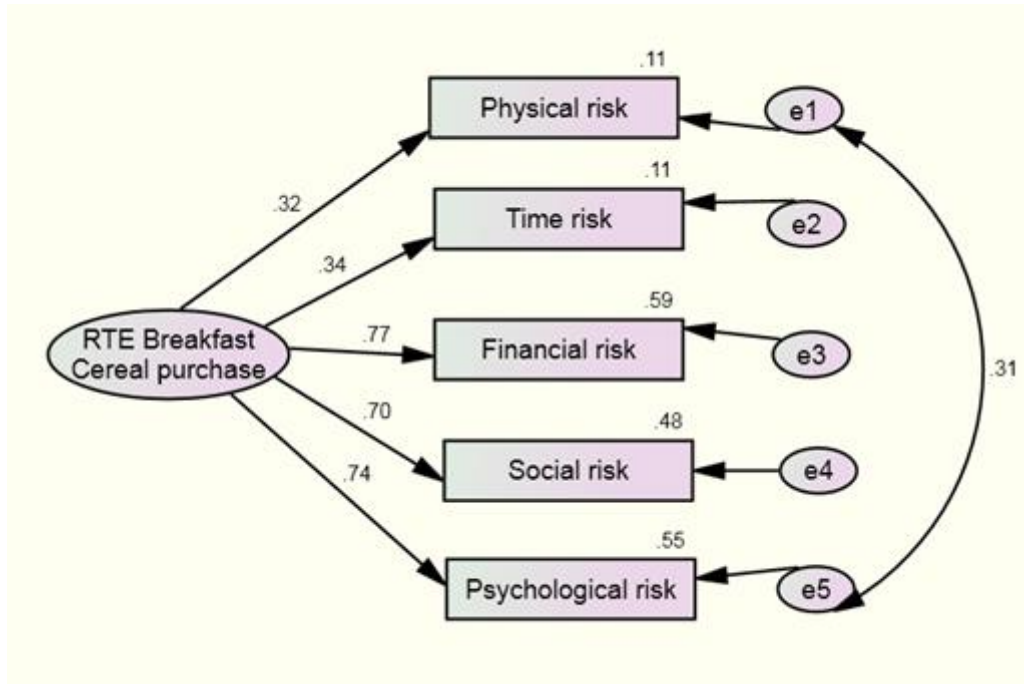 .11
Physical risk
e1
.32
.11
Time risk
e2
.34
.59
Financial risk
e3
.77
RTE Breakfast
Cereal purchase
.31
.48
Social risk
e4
.70
.74
.55
Psychological risk
e5